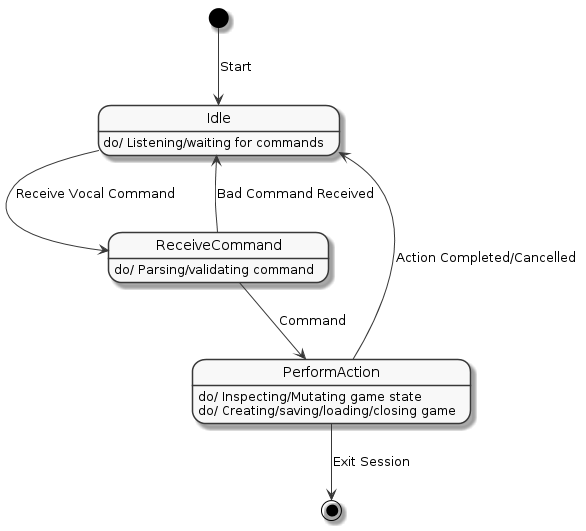 Start
Idle
do/ Listening/waiting for commands
Receive Vocal Command
Bad Command Received
ReceiveCommand
do/ Parsing/validating command
Action Completed/Cancelled
Command
PerformAction
do/ Inspecting/Mutating game state
do/ Creating/saving/loading/closing game
Exit Session